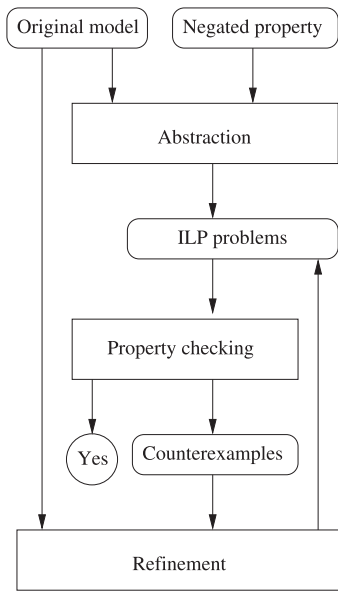 Original model
Negated property
Abstraction
ILP problems
Property checking
Yes
Counterexamples
Refinement